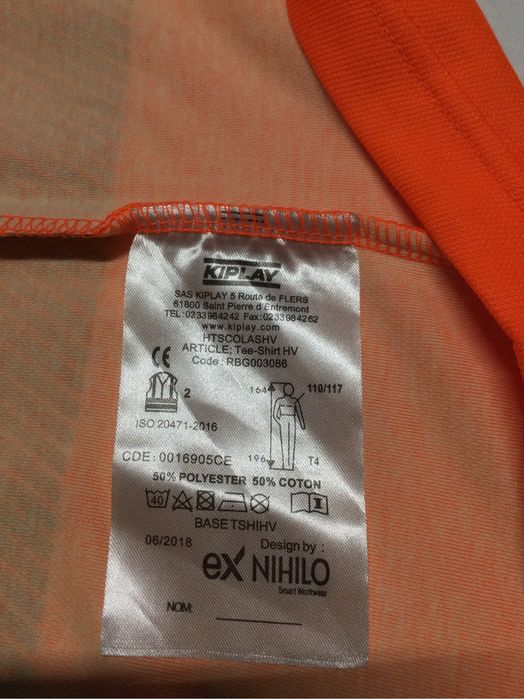 KIPLAY
SAS KIPLAY 5 Route de FLERS
61800 Saint Pierre d'Entremont
TEL:0233984242 Fax:0233984262
www.kiplay.com
HTSCOLASHV
ARTICLE; Tee-Shirt HV
Code : RBG003086
CE
2
164
110/117
ISO 20471-2016
CDE: 0016905CE
196
T4
50% POLYESTER 50% COTON
40
i
BASETSHIHV
06/2018
Design by :
ex NIHILO
Smart Workwear
NOM: